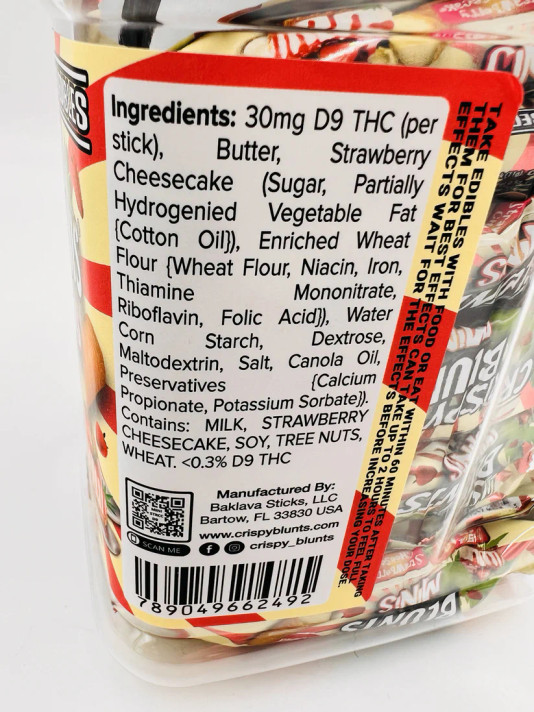 Ingredients: 30mg D9 THC (per
stick), Butter, Strawberry
Cheesecake (Sugar, Partially
Hydrogenied Vegetable Fat
{Cotton Oil}), Enriched Wheat
Flour {Wheat Flour, Niacin, Iron,
Thiamine Mononitrate,
Riboflavin, Folic Acid}), Water
Corn Starch, Dextrose,
Maltodextrin, Salt, Canola Oil,
Preservatives {Calcium
Propionate, Potassium Sorbate}).
Contains: MILK, STRAWBERRY
CHEESECAKE, SOY, TREE NUTS,
WHEAT. <0.3% D9 THC
Manufactured By:
Baklava Sticks, LLC
Bartow, FL 33830 USA
www.crispyblunts.com
crispy_blunts
SCAN ME
789049662492
TAKE EDIBLES WITH FOOD OR EAT WITHIN 60 MINUTES AFTER TAKING
THEM FOR BEST EFFECTS CAN TAKE UP TO 2 HOURS TO FEEL FULL
EFFECTS WAIT FOR THE EFFECTS BEFORE INCREASING YOUR DOSE.
CRISPY
BLUNTS
MINIS
BLUNTS
MINIS